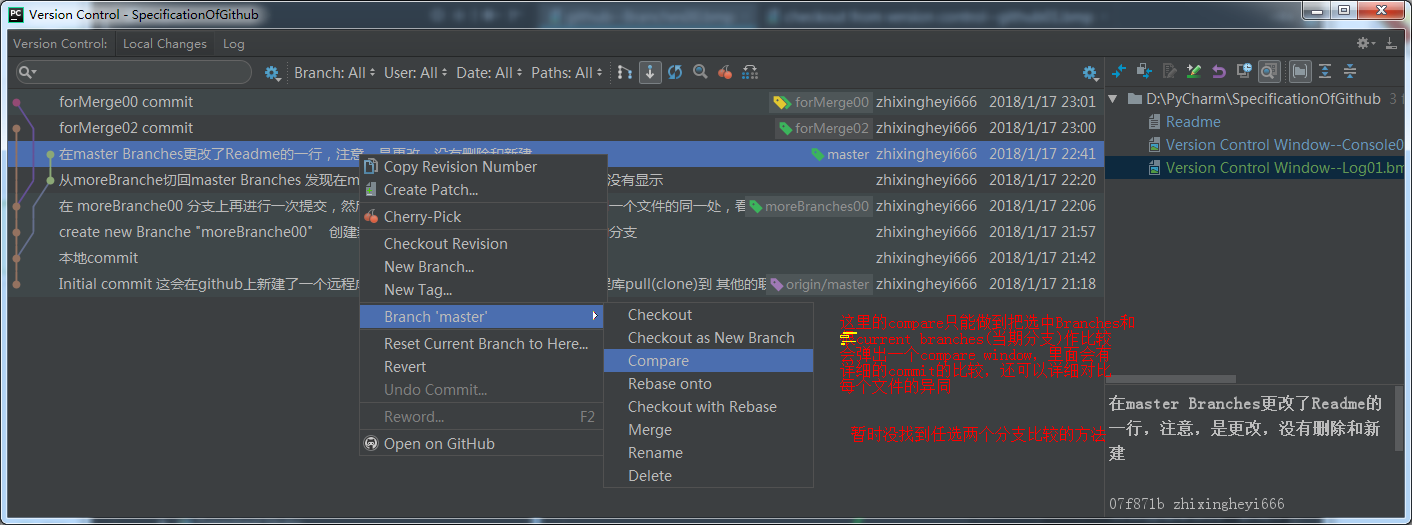 Version Control - SpecificationOfGithub
Version Control: Local Changes Log
Branch: All User: All Date: All Paths: All
forMerge00 commit forMerge00 zhixingheyi666 2018/1/17 23:01
forMerge02 commit forMerge02 zhixingheyi666 2018/1/17 23:00
在master Branches更改了Readme的一行，注意，是更改，没有删除和新建 master zhixingheyi666 2018/1/17 22:41
从moreBranche切回master Branches 发现在m 没有显示 zhixingheyi666 2018/1/17 22:20
在 moreBranche00 分支上再进行一次提交，然 一个文件的同一处，看 moreBranches00 zhixingheyi666 2018/1/17 22:06
create new Branche "moreBranche00" 创建 分支 zhixingheyi666 2018/1/17 21:57
本地commit zhixingheyi666 2018/1/17 21:42
Initial commit 这会在github上新建了一个远程 程库pull(clone)到 其他的 origin/master zhixingheyi666 2018/1/17 21:18
Copy Revision Number
Create Patch...
Cherry-Pick
Checkout Revision
New Branch...
New Tag...
Branch 'master'
Reset Current Branch to Here...
Revert
Undo Commit...
Reword... F2
Open on GitHub
Checkout
Checkout as New Branch
Compare
Rebase onto
Checkout with Rebase
Merge
Rename
Delete
这里的compare只能做到把选中Branches和
current branches(当期分支)作比较
会弹出一个compare window，里面会有
详细的commit的比较，还可以详细对比
每个文件的异同
暂时没找到任选两个分支比较的方法
D:\PyCharm\SpecificationOfGithub 3 f
Readme
Version Control Window--Console0
Version Control Window--Log01.bm
在master Branches更改了Readme的
一行，注意，是更改，没有删除和新
建
07f871b zhixingheyi666